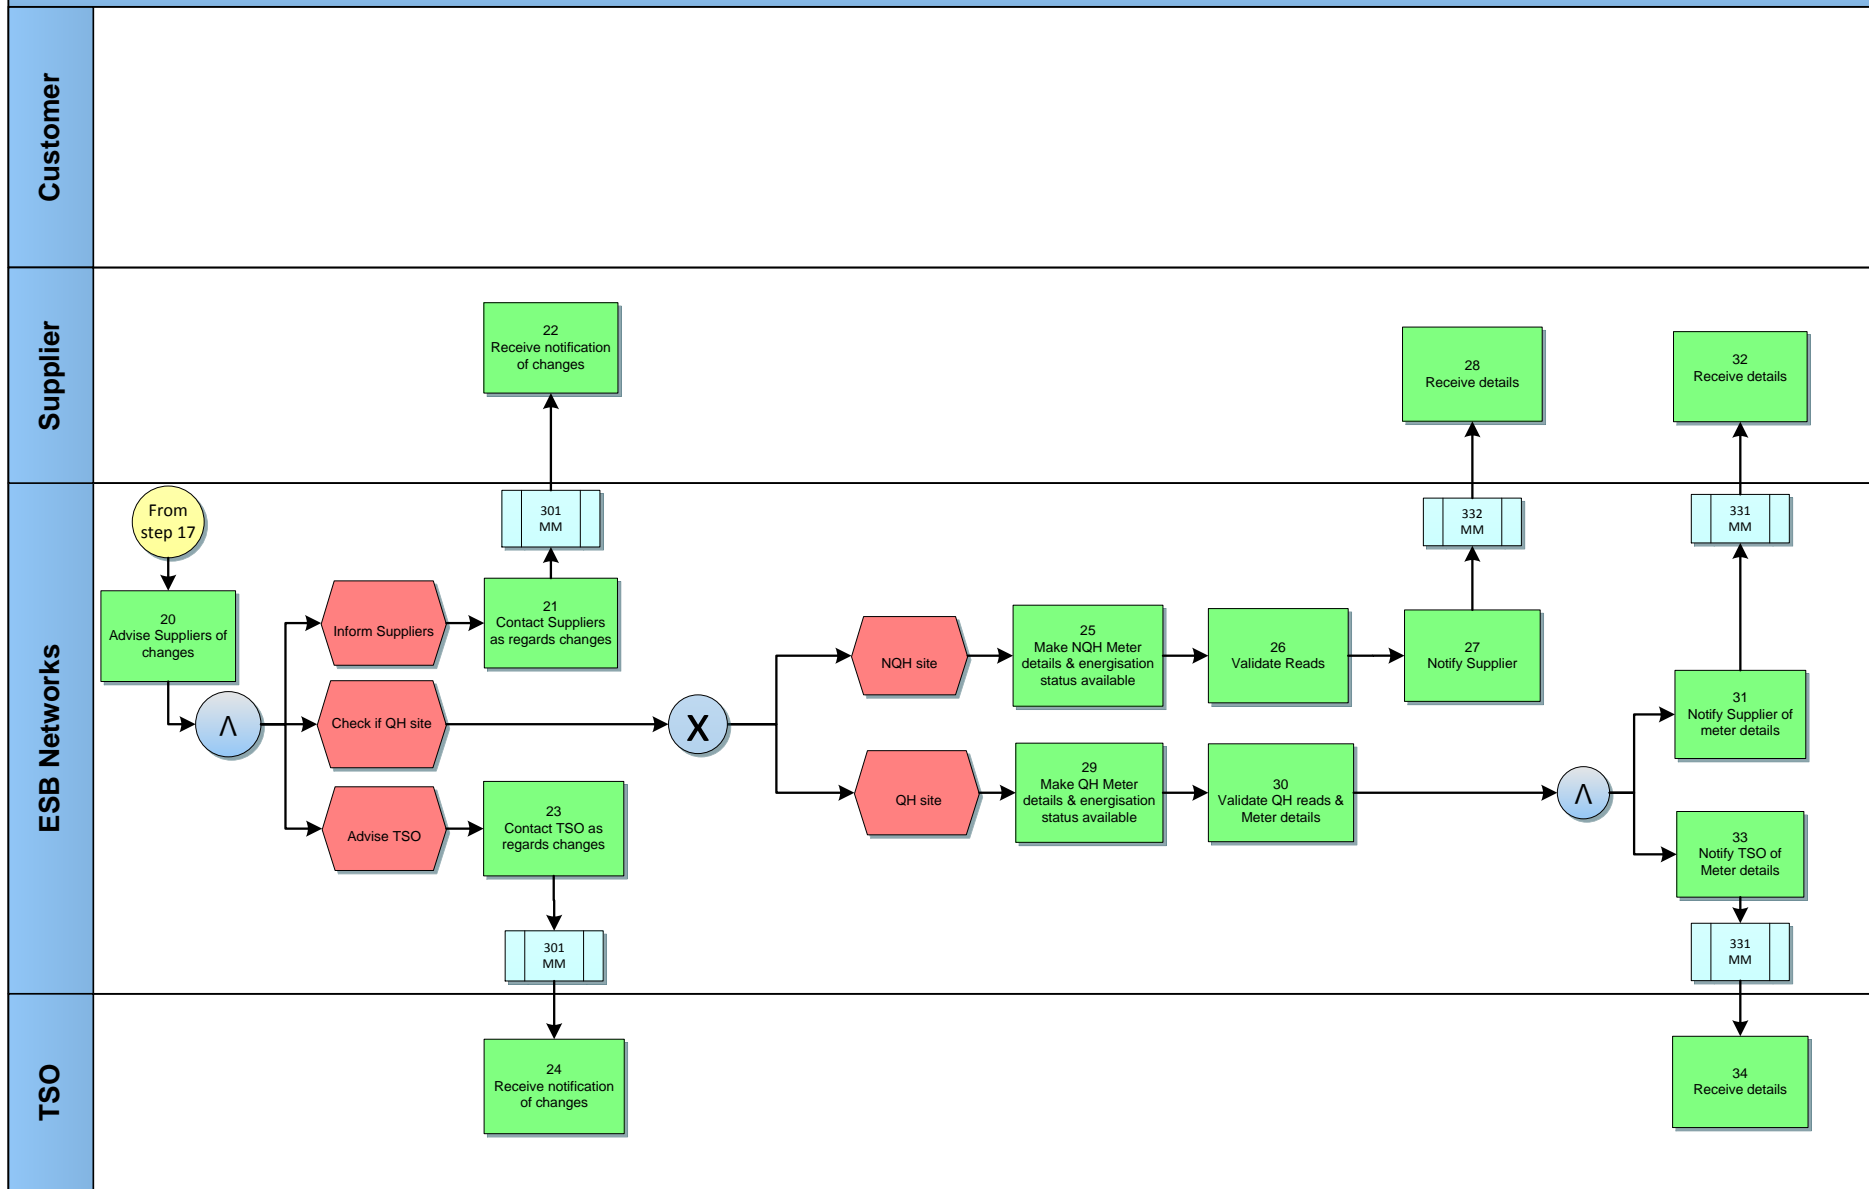 Customer
Supplier
22
Receive notification
of changes
28
Receive details
32
Receive details
ESB Networks
From
step 17
301
MM
332
MM
331
MM
20
Advise Suppliers of
changes
Inform Suppliers
21
Contact Suppliers
as regards changes
NQH site
25
Make NQH Meter
details & energisation
status available
26
Validate Reads
27
Notify Supplier
Λ
Check if QH site
X
31
Notify Supplier of
meter details
Advise TSO
23
Contact TSO as
regards changes
QH site
29
Make QH Meter
details & energisation
status available
30
Validate QH reads &
Meter details
Λ
33
Notify TSO of
Meter details
301
MM
331
MM
TSO
24
Receive notification
of changes
34
Receive details